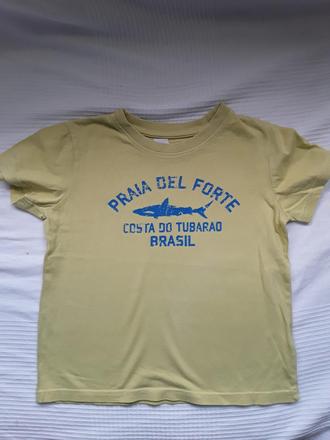 PRAIA DEL FORTE
COSTA DO TUBARAO
BRASIL